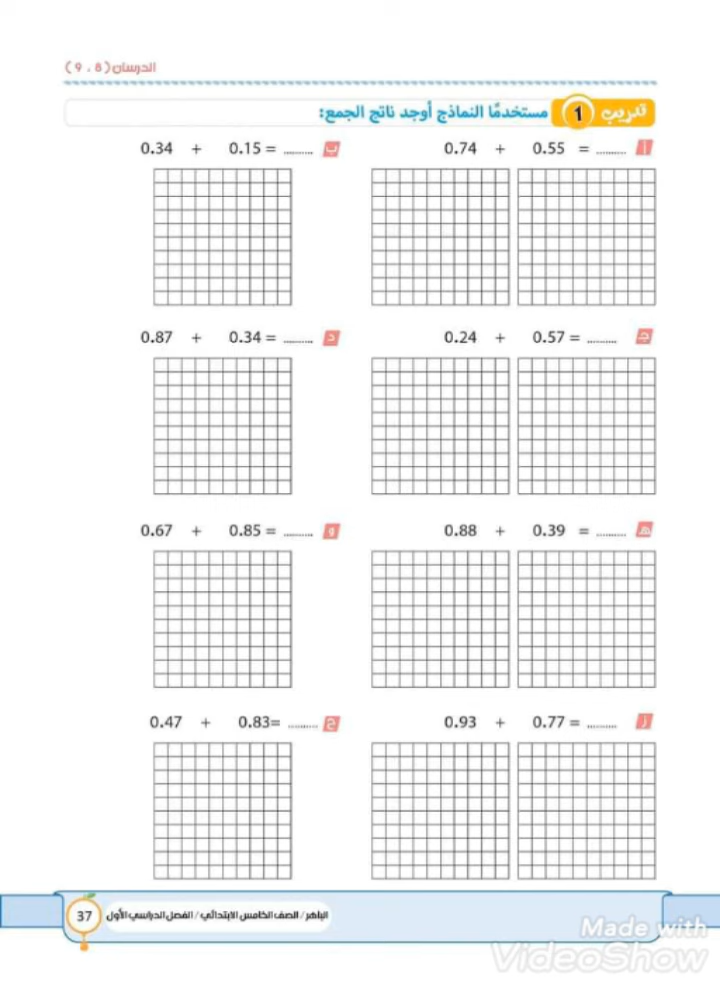 الدرسان ( 8 ، 9 )
تدريب 1 مستخدمًا النماذج أوجد ناتج الجمع:
أ 0.74 + 0.55 = .........
ب 0.34 + 0.15 = .........
جـ 0.24 + 0.57 = .........
د 0.87 + 0.34 = .........
هـ 0.88 + 0.39 = .........
و 0.67 + 0.85 = .........
ز 0.93 + 0.77 = .........
ح 0.47 + 0.83= .........
الباهر / الصف الخامس الابتدائي / الفصل الدراسي الأول 37
Made with
VideoShow